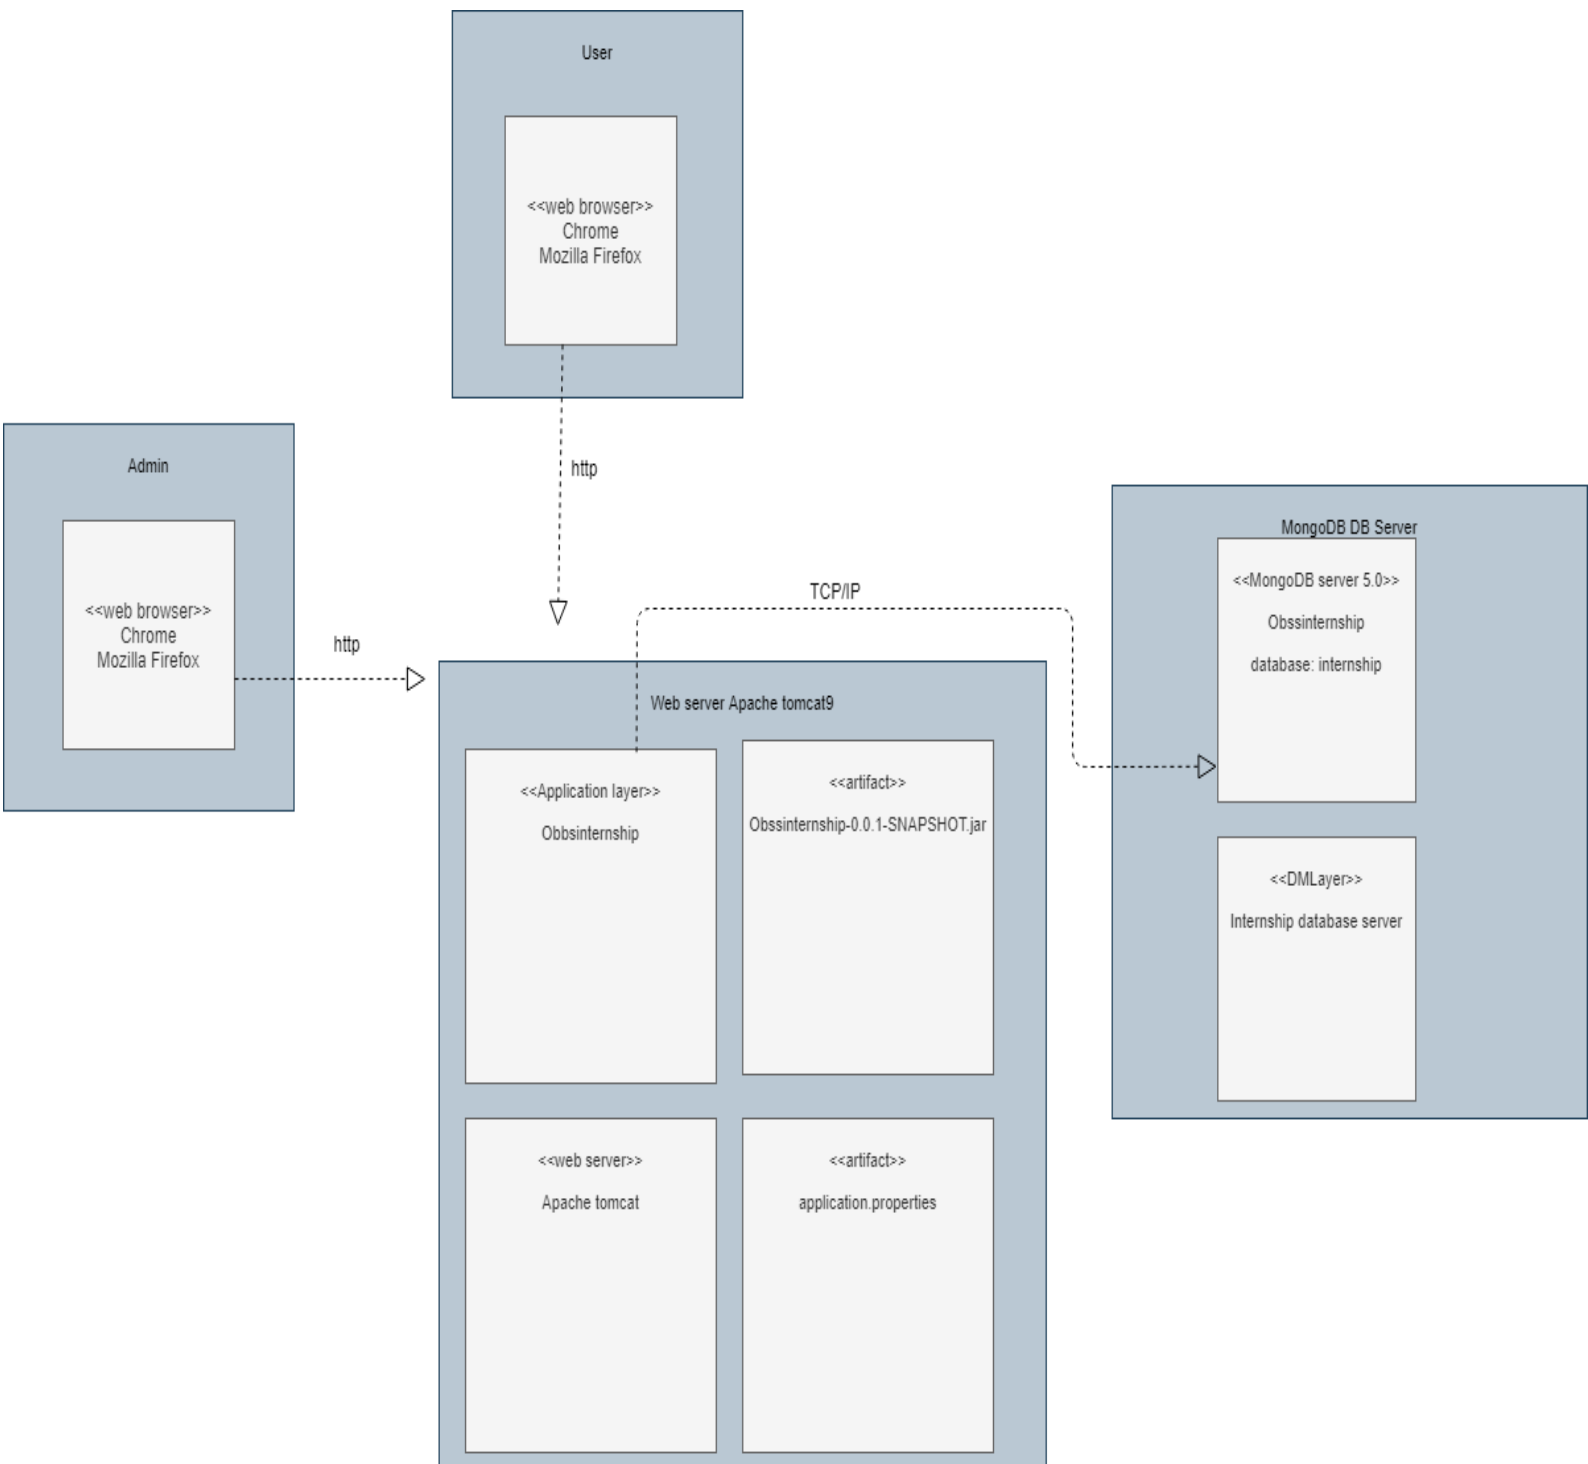 User
<<web browser>>
Chrome
Mozilla Firefox
http
Admin
<<web browser>>
Chrome
Mozilla Firefox
http
TCP/IP
MongoDB DB Server
<<MongoDB server 5.0>>
Obssinternship
database: internship
<<DMLayer>>
Internship database server
Web server Apache tomcat9
<<Application layer>>
Obbsinternship
<<artifact>>
Obssinternship-0.0.1-SNAPSHOT.jar
<<web server>>
Apache tomcat
<<artifact>>
application.properties